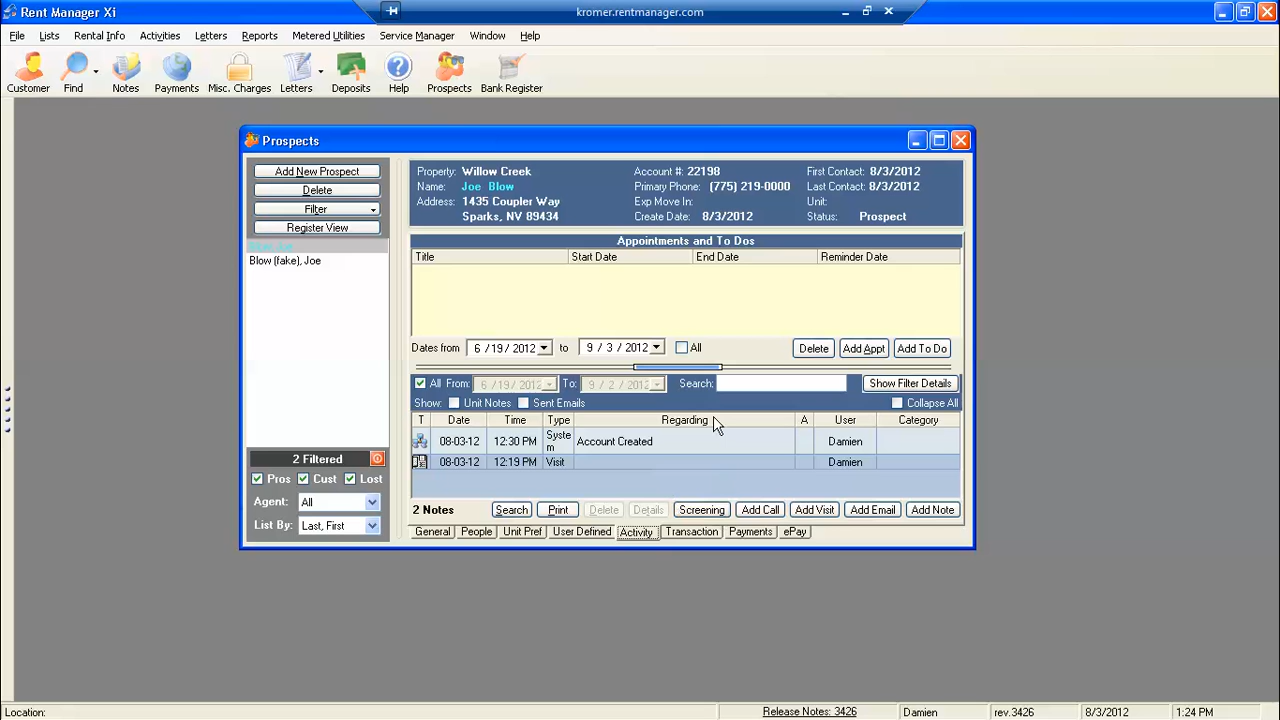 Rent Manager Xi
kromer.rentmanager.com
File Lists Rental Info Activities Letters Reports Metered Utilities Service Manager Window Help
Customer Find Notes Payments Misc. Charges Letters Deposits Help Prospects Bank Register
Prospects
Add New Prospect
Delete
Filter
Register View
Blow (fake), Joe
2 Filtered
Pros Cust Lost
Agent: All
List By: Last, First
Property: Willow Creek Account #: 22198 First Contact: 8/3/2012
Name: Joe Blow Primary Phone: (775) 219-0000 Last Contact: 8/3/2012
Address: 1435 Coupler Way Exp Move In: Unit:
Sparks, NV 89434 Create Date: 8/3/2012 Status: Prospect
Appointments and To Dos
Title Start Date End Date Reminder Date
Dates from 6 /19 /2012 to 9 / 3 / 2012 All Delete Add Appt Add To Do
All From: 6 /19 /2012 To: 9 / 2 / 2012 Search: Show Filter Details
Show: Unit Notes Sent Emails Collapse All
T Date Time Type Regarding A User Category
08-03-12 12:30 PM System Account Created Damien
08-03-12 12:19 PM Visit Damien
2 Notes Search Print Delete Details Screening Add Call Add Visit Add Email Add Note
General People Unit Pref User Defined Activity Transaction Payments ePay
Location: Release Notes: 3426 Damien rev.3426 8/3/2012 1:24 PM